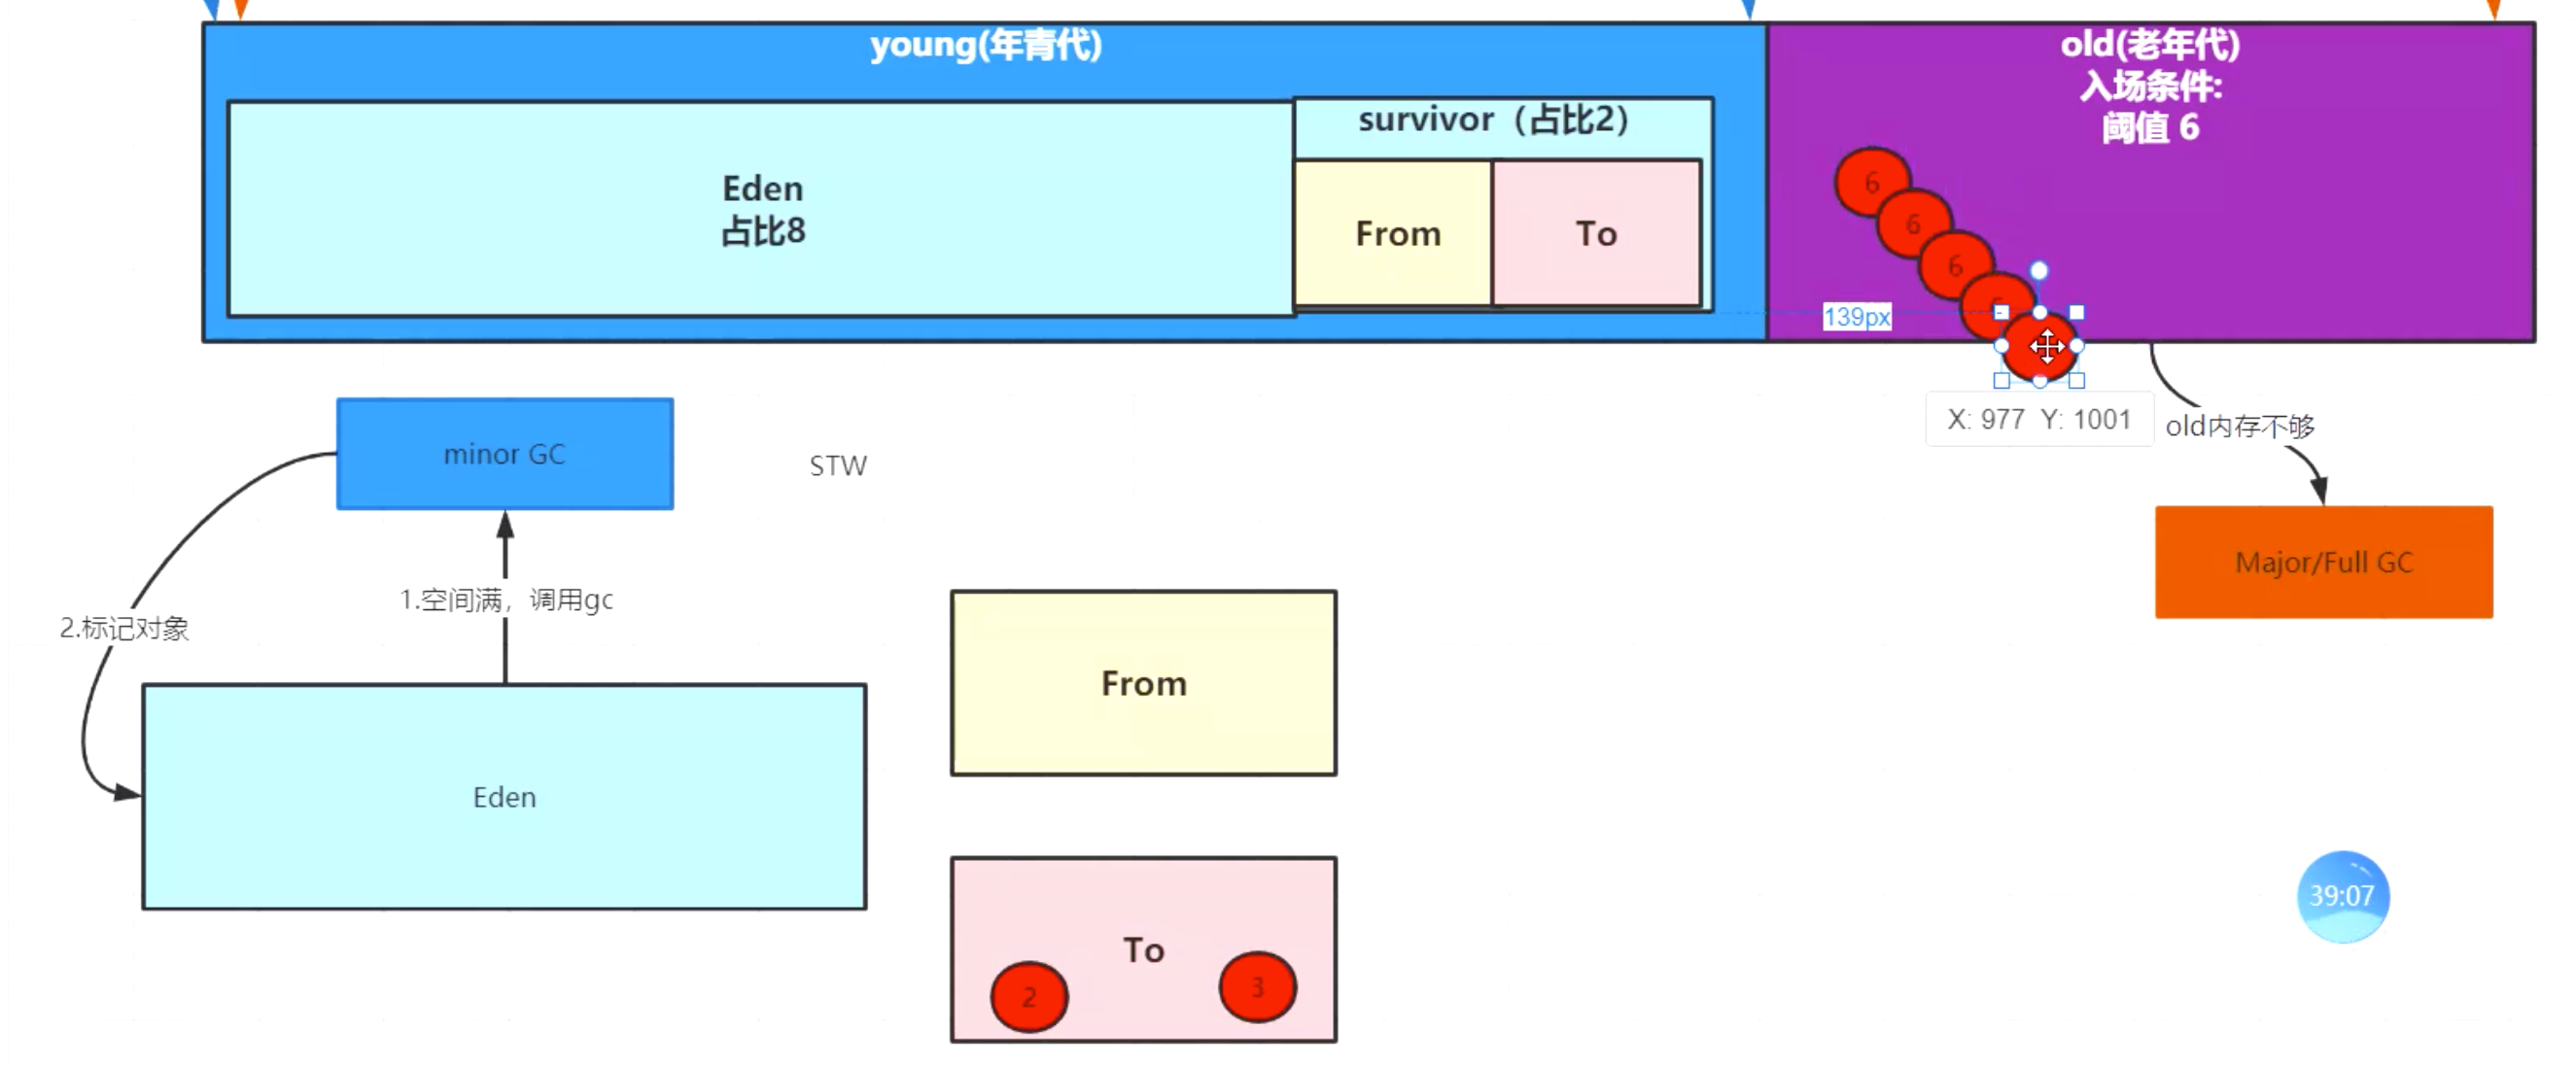 young(年青代)
old(老年代)
入场条件:
阈值 6
survivor（占比2）
Eden
占比8
From
To
6
6
6
6
139px
X: 977 Y: 1001
old内存不够
minor GC
STW
Major/Full GC
1.空间满，调用gc
2.标记对象
From
Eden
39:07
To
2
3